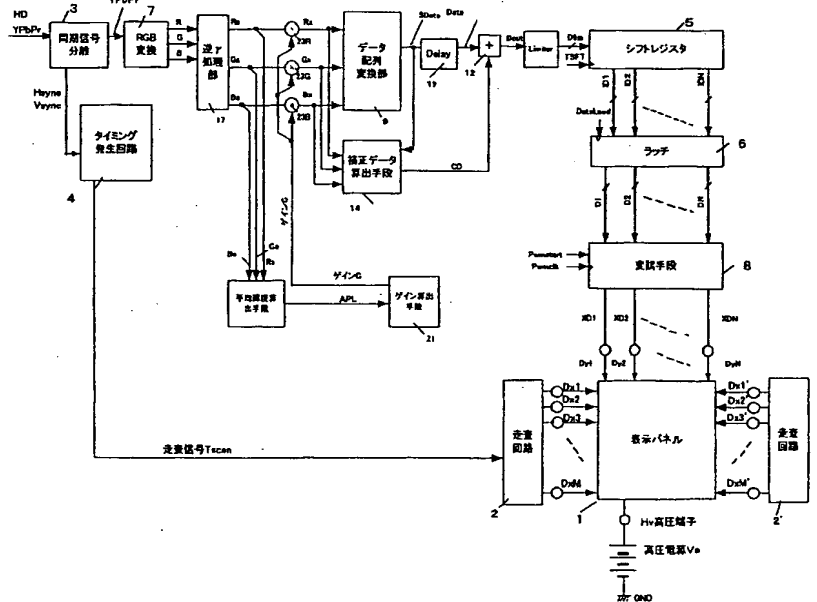 HD
YPbPr
3
同期信号
分離
YPbPr
7
RGB
変換
R
G
B
逆γ
処理
部
17
Ga
23R
23G
23B
Rx
Gx
Bx
データ
配列
変換部
9
SData
Data
Delay
19
12
+
Dout
Limiter
Dlim
TSFT
5
シフトレジスタ
ID1
ID2
IDN
DataLoad
ラッチ
6
D1
D2
DN
Pwmstart
Pwmclk
変調手段
8
XD1
XD2
XDN
Dy1
Dy2
DyN
Hsync
Vsync
タイミング
発生回路
4
補正データ
算出手段
14
CD
ゲインG
Ga
平均輝度算
出手段
ゲインG
APL
ゲイン算出
手段
21
走査信号Tscan
走査
回路
2
Dx1
Dx2
Dx3
DxM
表示パネル
1
Dx1'
Dx2'
Dx3'
DxM'
走査
回路
2'
Hv高圧端子
高圧電源Va
GND